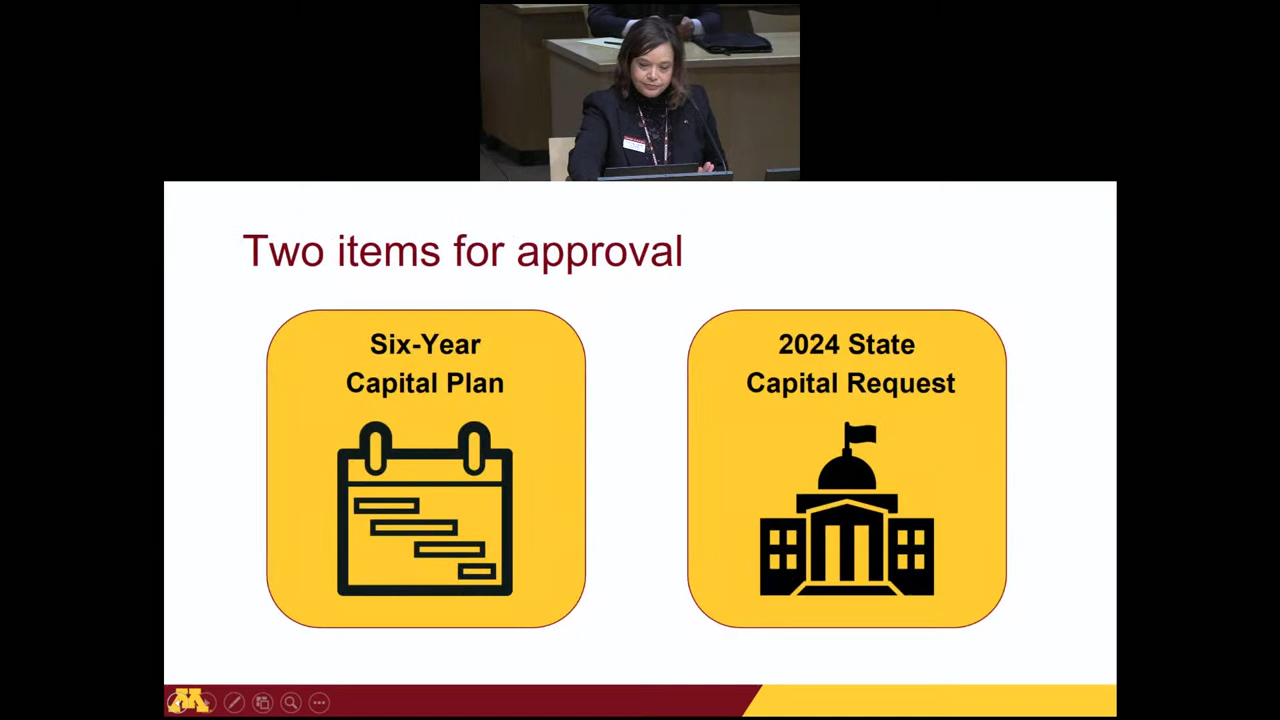 Two items for approval
Six-Year
Capital Plan
2024 State
Capital Request
M